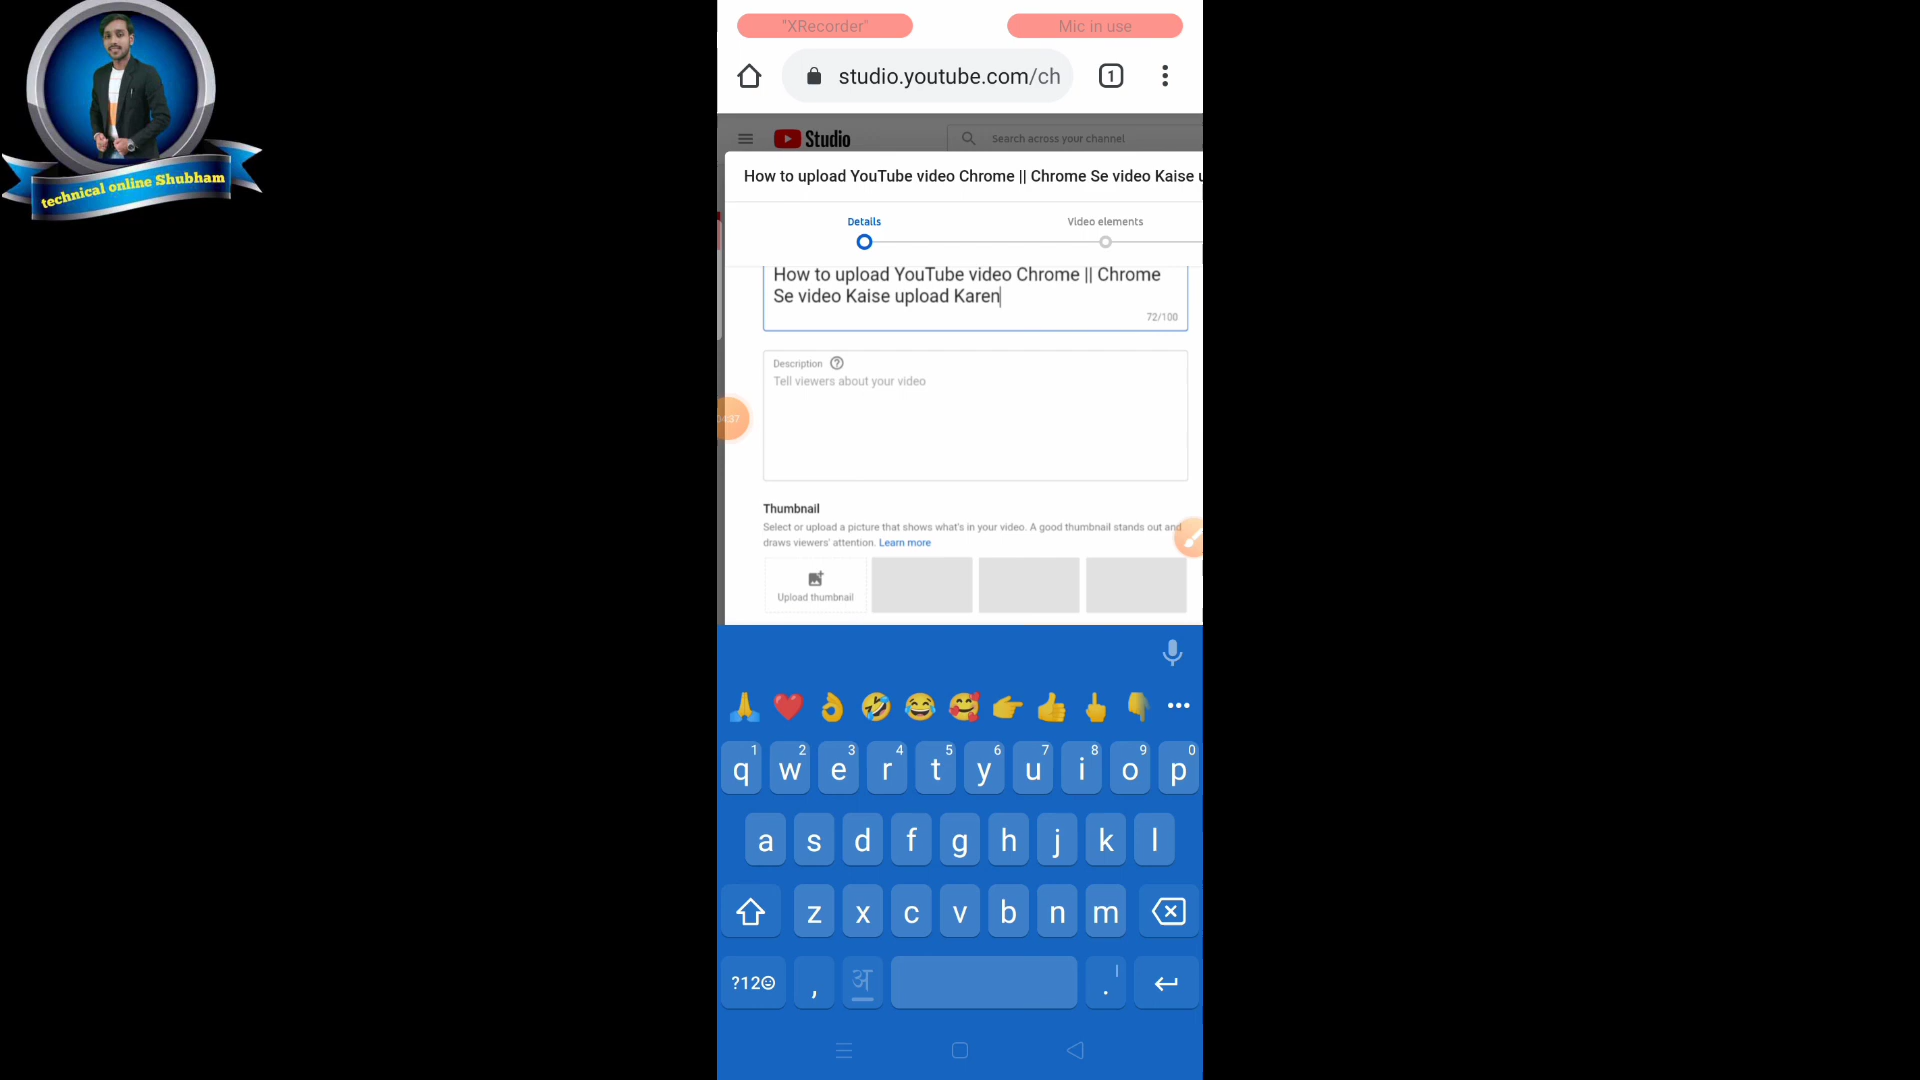 technical online Shubham
"XRecorder"
Mic in use
studio.youtube.com/ch
1
Studio
Search across your channel
How to upload YouTube video Chrome || Chrome Se video Kaise u
Details
Video elements
How to upload YouTube video Chrome || Chrome
Se video Kaise upload Karen
72/100
Description
Tell viewers about your video
04:37
Thumbnail
Select or upload a picture that shows what's in your video. A good thumbnail stands out and
draws viewers' attention. Learn more
Upload thumbnail
1 2 3 4 5 6 7 8 9 0
q w e r t y u i o p
a s d f g h j k l
z x c v b n m
?12 , अ . |